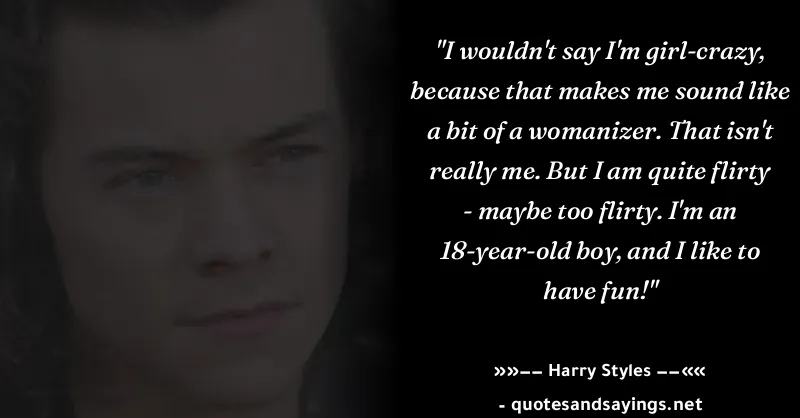 "I wouldn't say I'm girl-crazy,
because that makes me sound like
a bit of a womanizer. That isn't
really me. But I am quite flirty
- maybe too flirty. I'm an
18-year-old boy, and I like to
have fun!"
»»−− Harry Styles −−««
- quotesandsayings.net